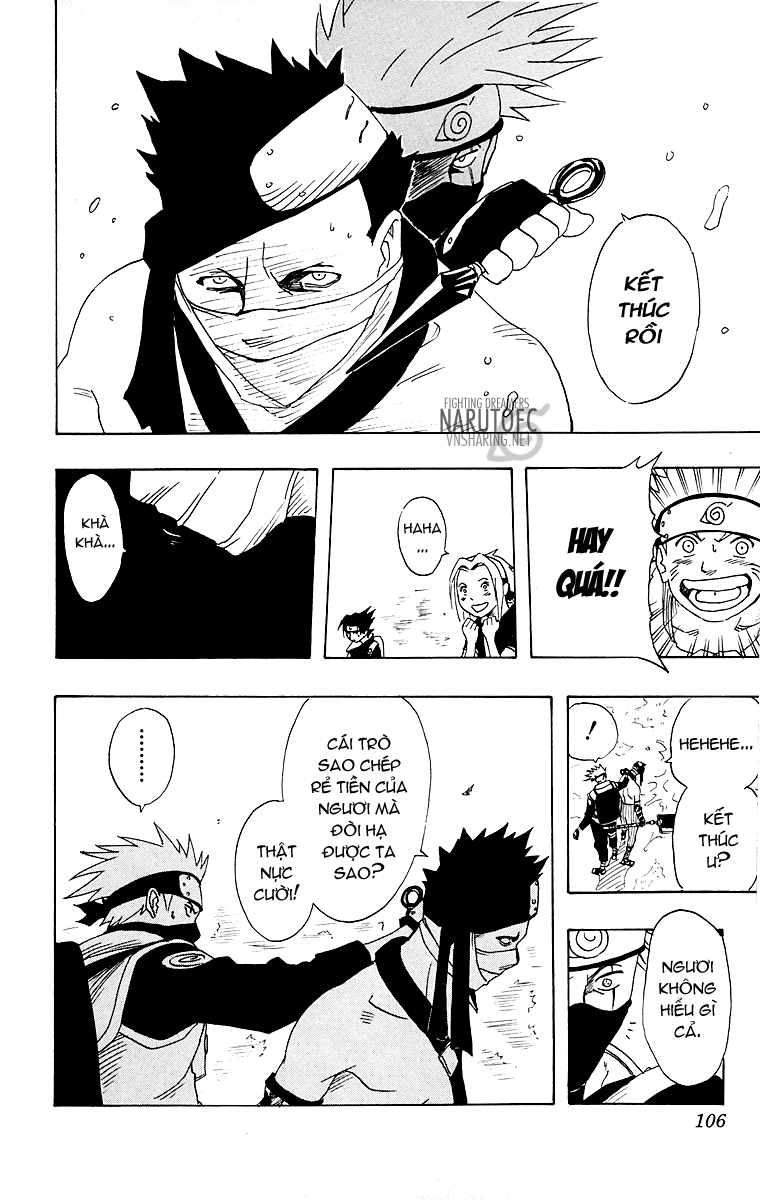 KẾT
THÚC
RỒI
FIGHTING DREAMERS
NARUTOFC
VNSHARING.NET
HAY
QUÁ!!
HAHA
...
KHÀ
KHÀ...
HEHEHE...
KẾT
THÚC
Ư?
!
NGƯƠI
KHÔNG
HIỂU GÌ
CẢ.
CÁI TRÒ
SAO CHÉP
RẺ TIỀN CỦA
NGƯƠI MÀ
ĐÒI HẠ
ĐƯỢC TA
SAO?
THẬT
NỰC
CƯỜI!
.........
106